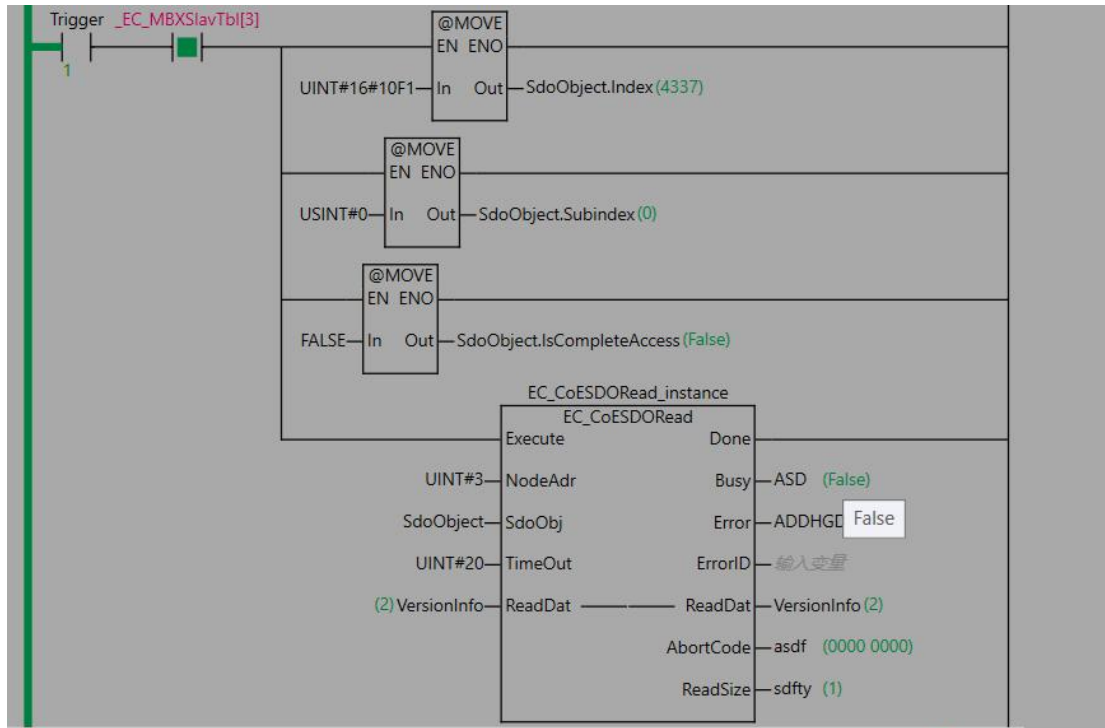 Trigger _EC_MBXSlavTbl[3]
1
@MOVE
EN ENO
UINT#16#10F1 In Out SdoObject.Index (4337)
@MOVE
EN ENO
USINT#0 In Out SdoObject.Subindex (0)
@MOVE
EN ENO
FALSE In Out SdoObject.IsCompleteAccess (False)
EC_CoESDORead_instance
EC_CoESDORead
Execute Done
UINT#3 NodeAdr Busy ASD (False)
SdoObject SdoObj Error ADDHGD False
UINT#20 TimeOut ErrorID 输入变量
(2) VersionInfo ReadDat ReadDat VersionInfo (2)
AbortCode asdf (0000 0000)
ReadSize sdfty (1)